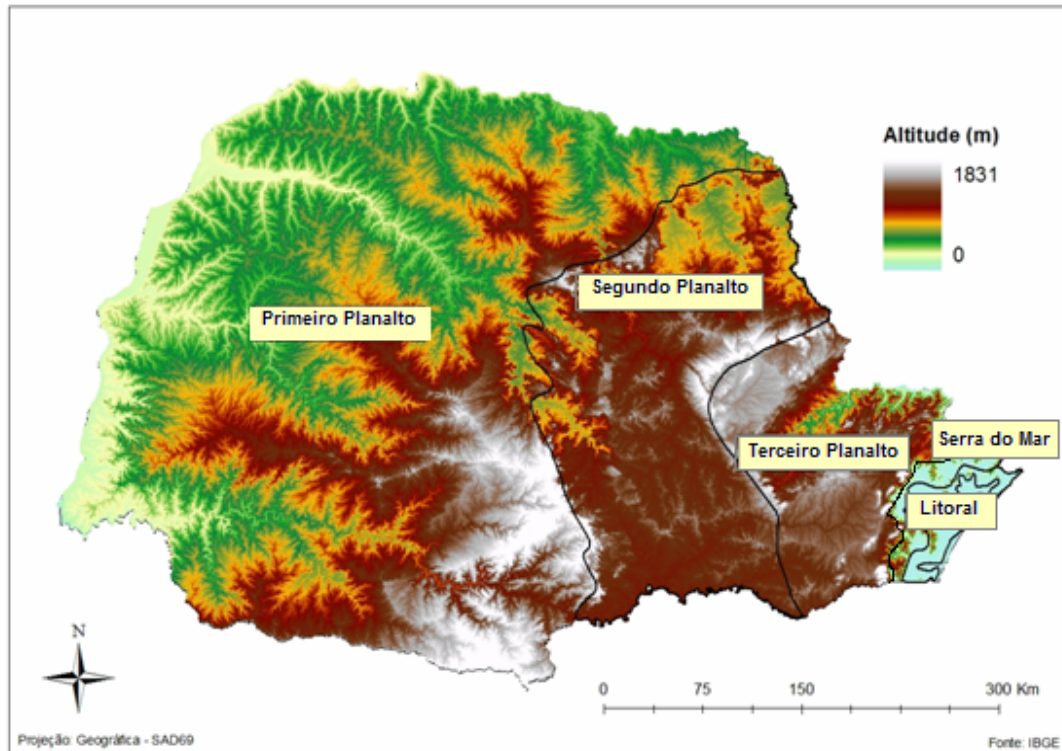 Altitude (m)
1831
0
Segundo Planalto
Primeiro Planalto
Terceiro Planalto
Serra do Mar
Litoral
N
0 75 150 300 Km
Projeção: Geográfica - SAD69
Fonte: IBGE